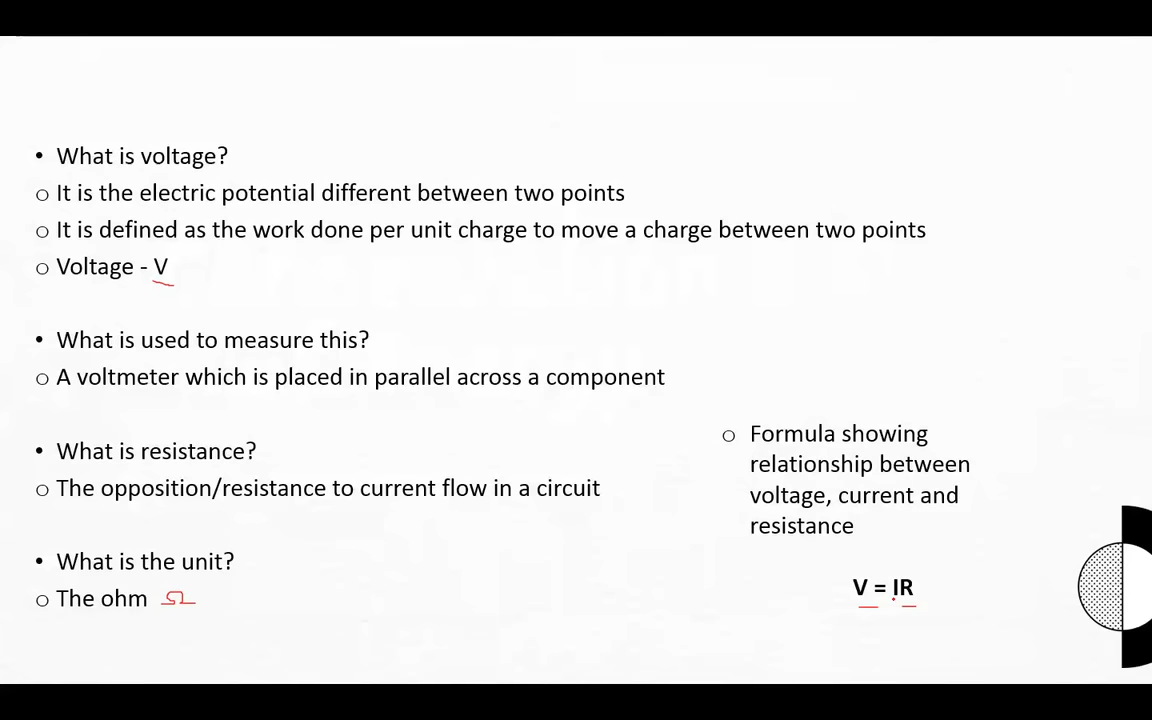 • What is voltage?
o It is the electric potential different between two points
o It is defined as the work done per unit charge to move a charge between two points
o Voltage - V
• What is used to measure this?
o A voltmeter which is placed in parallel across a component
• What is resistance?
o The opposition/resistance to current flow in a circuit
• What is the unit?
o The ohm Ω
o Formula showing
relationship between
voltage, current and
resistance
V = IR